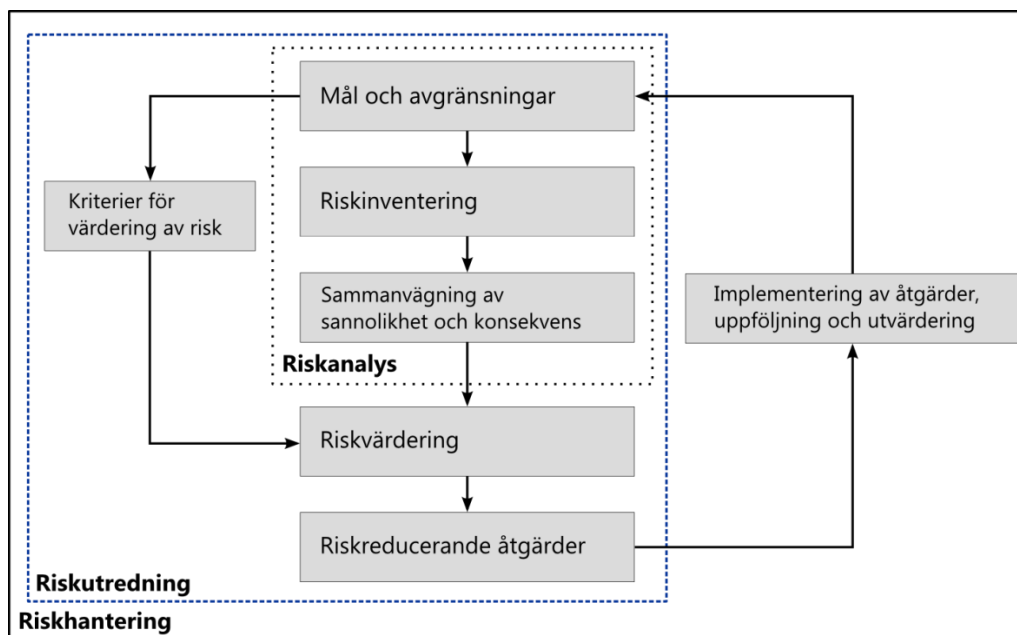 Mål och avgränsningar
Kriterier för
värdering av risk
Riskinventering
Sammanvägning av
sannolikhet och konsekvens
Implementering av åtgärder,
uppföljning och utvärdering
Riskanalys
Riskvärdering
Riskreducerande åtgärder
Riskutredning
Riskhantering